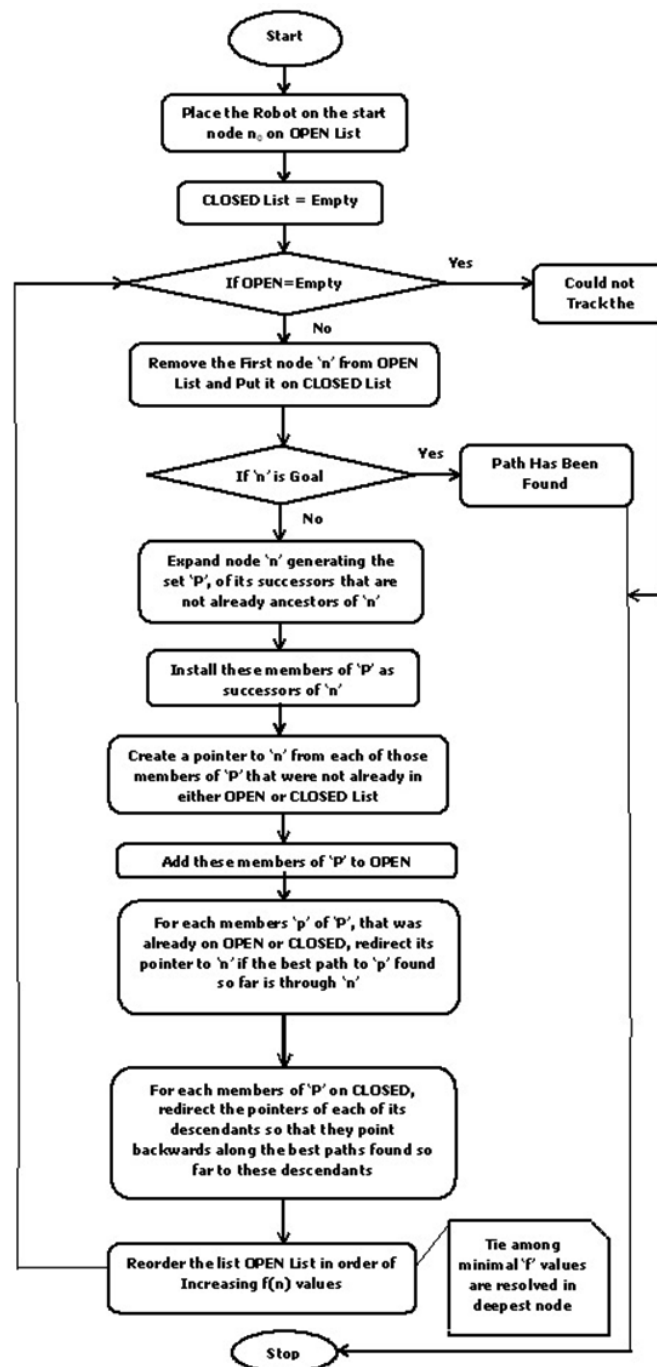 Start
Place the Robot on the start
node n₀ on OPEN List
CLOSED List = Empty
If OPEN=Empty
Yes
Could not
Track the
No
Remove the First node ‘n’ from OPEN
List and Put it on CLOSED List
If ‘n’ is Goal
Yes
Path Has Been
Found
No
Expand node ‘n’ generating the
set ‘P’, of its successors that are
not already ancestors of ‘n’
Install these members of ‘P’ as
successors of ‘n’
Create a pointer to ‘n’ from each of those
members of ‘P’ that were not already in
either OPEN or CLOSED List
Add these members of ‘P’ to OPEN
For each members ‘p’ of ‘P’, that was
already on OPEN or CLOSED, redirect its
pointer to ‘n’ if the best path to ‘p’ found
so far is through ‘n’
For each members of ‘P’ on CLOSED,
redirect the pointers of each of its
descendants so that they point
backwards along the best paths found so
far to these descendants
Reorder the list OPEN List in order of
Increasing f(n) values
Tie among
minimal ‘f’ values
are resolved in
deepest node
Stop